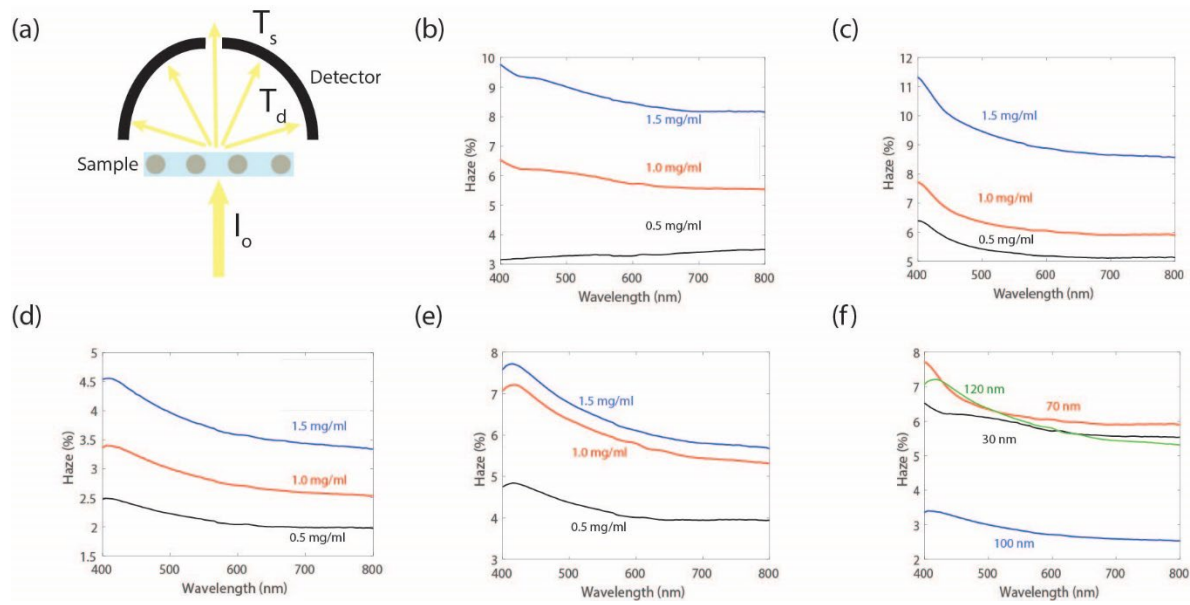 (a)
T_s
Detector
T_d
Sample
I_o
(b)
10
9
8
7
6
5
4
3
Haze (%)
1.5 mg/ml
1.0 mg/ml
0.5 mg/ml
400 500 600 700 800
Wavelength (nm)
(c)
12
11
10
9
8
7
6
5
Haze (%)
1.5 mg/ml
1.0 mg/ml
0.5 mg/ml
400 500 600 700 800
Wavelength (nm)
(d)
5
4.5
4
3.5
3
2.5
2
1.5
Haze (%)
1.5 mg/ml
1.0 mg/ml
0.5 mg/ml
400 500 600 700 800
Wavelength (nm)
(e)
8
7
6
5
4
3
Haze (%)
1.5 mg/ml
1.0 mg/ml
0.5 mg/ml
400 500 600 700 800
Wavelength (nm)
(f)
8
7
6
5
4
3
2
Haze (%)
120 nm
70 nm
30 nm
100 nm
400 500 600 700 800
Wavelength (nm)